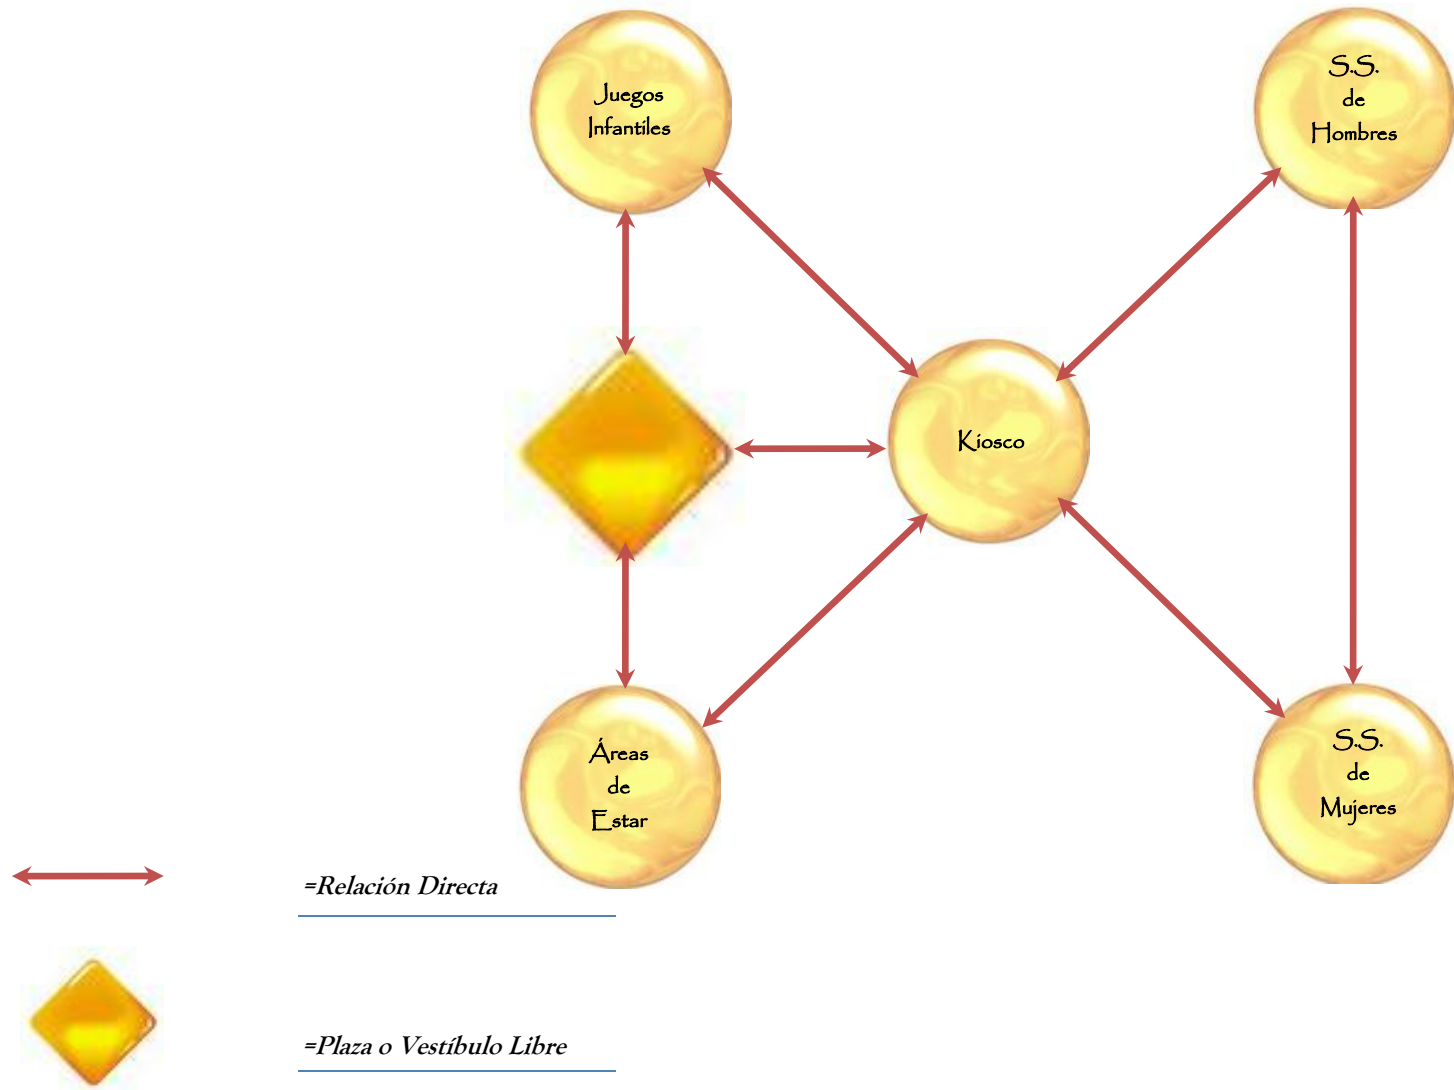 Juegos
Infantiles
S.S.
de
Hombres
Kiosco
Áreas
de
Estar
S.S.
de
Mujeres
=Relación Directa
=Plaza o Vestíbulo Libre